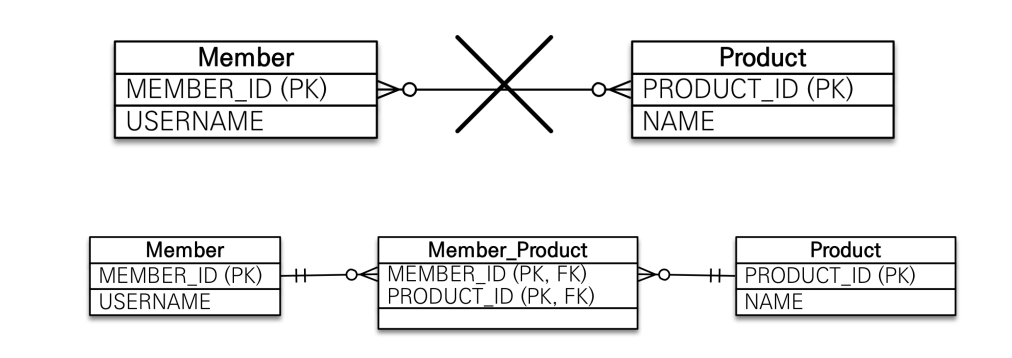 Member
MEMBER_ID (PK)
USERNAME
Product
PRODUCT_ID (PK)
NAME
Member
MEMBER_ID (PK)
USERNAME
Member_Product
MEMBER_ID (PK, FK)
PRODUCT_ID (PK, FK)
Product
PRODUCT_ID (PK)
NAME